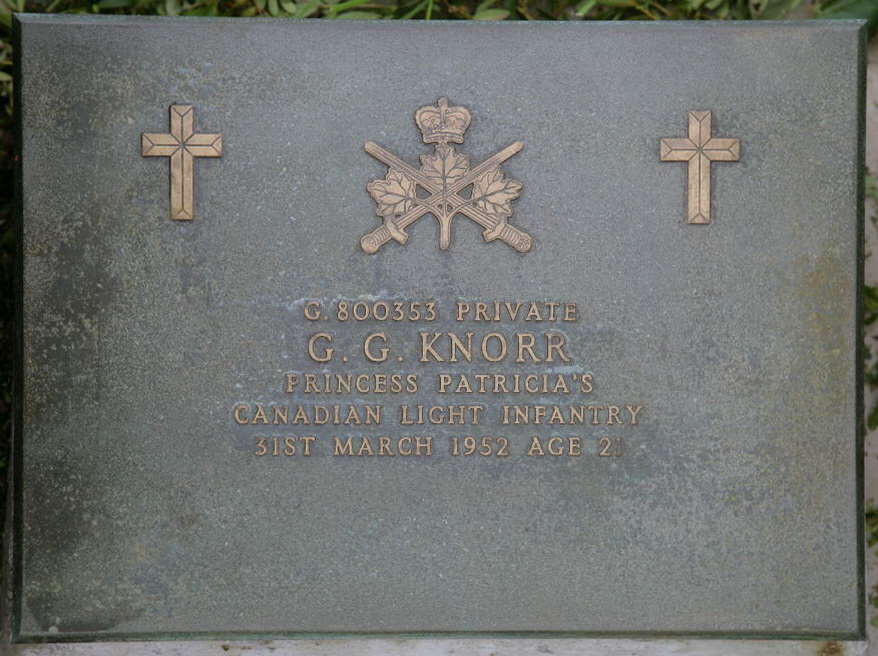 G.800353 PRIVATE
G. G. KNORR
PRINCESS PATRICIA'S
CANADIAN LIGHT INFANTRY
31ST MARCH 1952 AGE 21